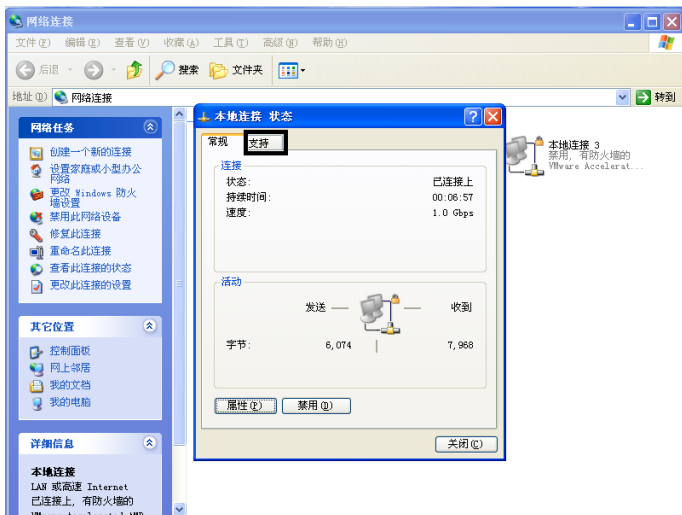 网络连接
文件(F) 编辑(E) 查看(V) 收藏(A) 工具(T) 高级(N) 帮助(H)
后退 搜索 文件夹
地址(D) 网络连接 转到
网络任务
创建一个新的连接
设置家庭或小型办公
网络
更改 Windows 防火
墙设置
禁用此网络设备
修复此连接
重命名此连接
查看此连接的状态
更改此连接的设置
其它位置
控制面板
网上邻居
我的文档
我的电脑
详细信息
本地连接
LAN 或高速 Internet
已连接上, 有防火墙的
本地连接 状态
常规 支持
连接
状态: 已连接上
持续时间: 00:06:57
速度: 1.0 Gbps
活动
发送 — — 收到
字节: 6,074 | 7,968
属性(P) 禁用(D)
关闭(C)
本地连接 3
禁用, 有防火墙的
VMware Accelerat...